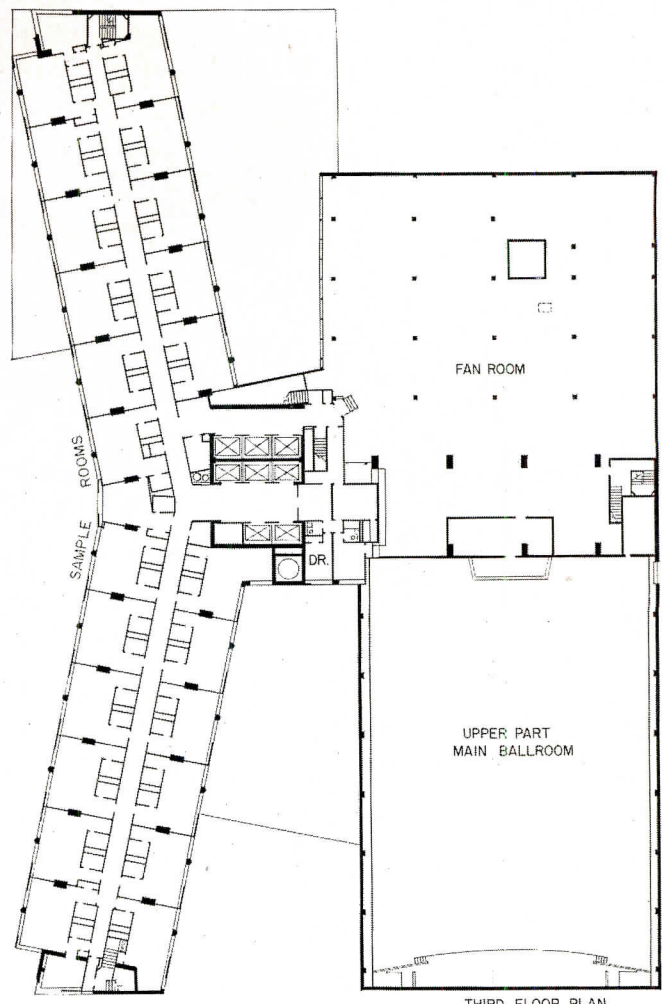 FAN ROOM
SAMPLE ROOMS
DR.
UPPER PART
MAIN BALLROOM
THIRD FLOOR PLAN